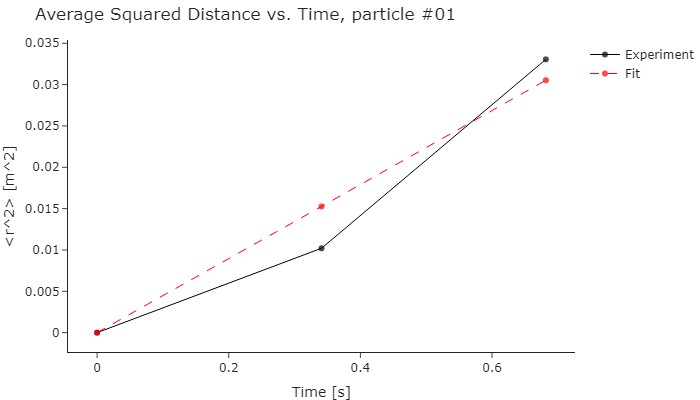 Average Squared Distance vs. Time, particle #01
0.035
0.03
0.025
0.02
0.015
0.01
0.005
0
<r^2> [m^2]
0
0.2
0.4
0.6
Time [s]
Experiment
Fit